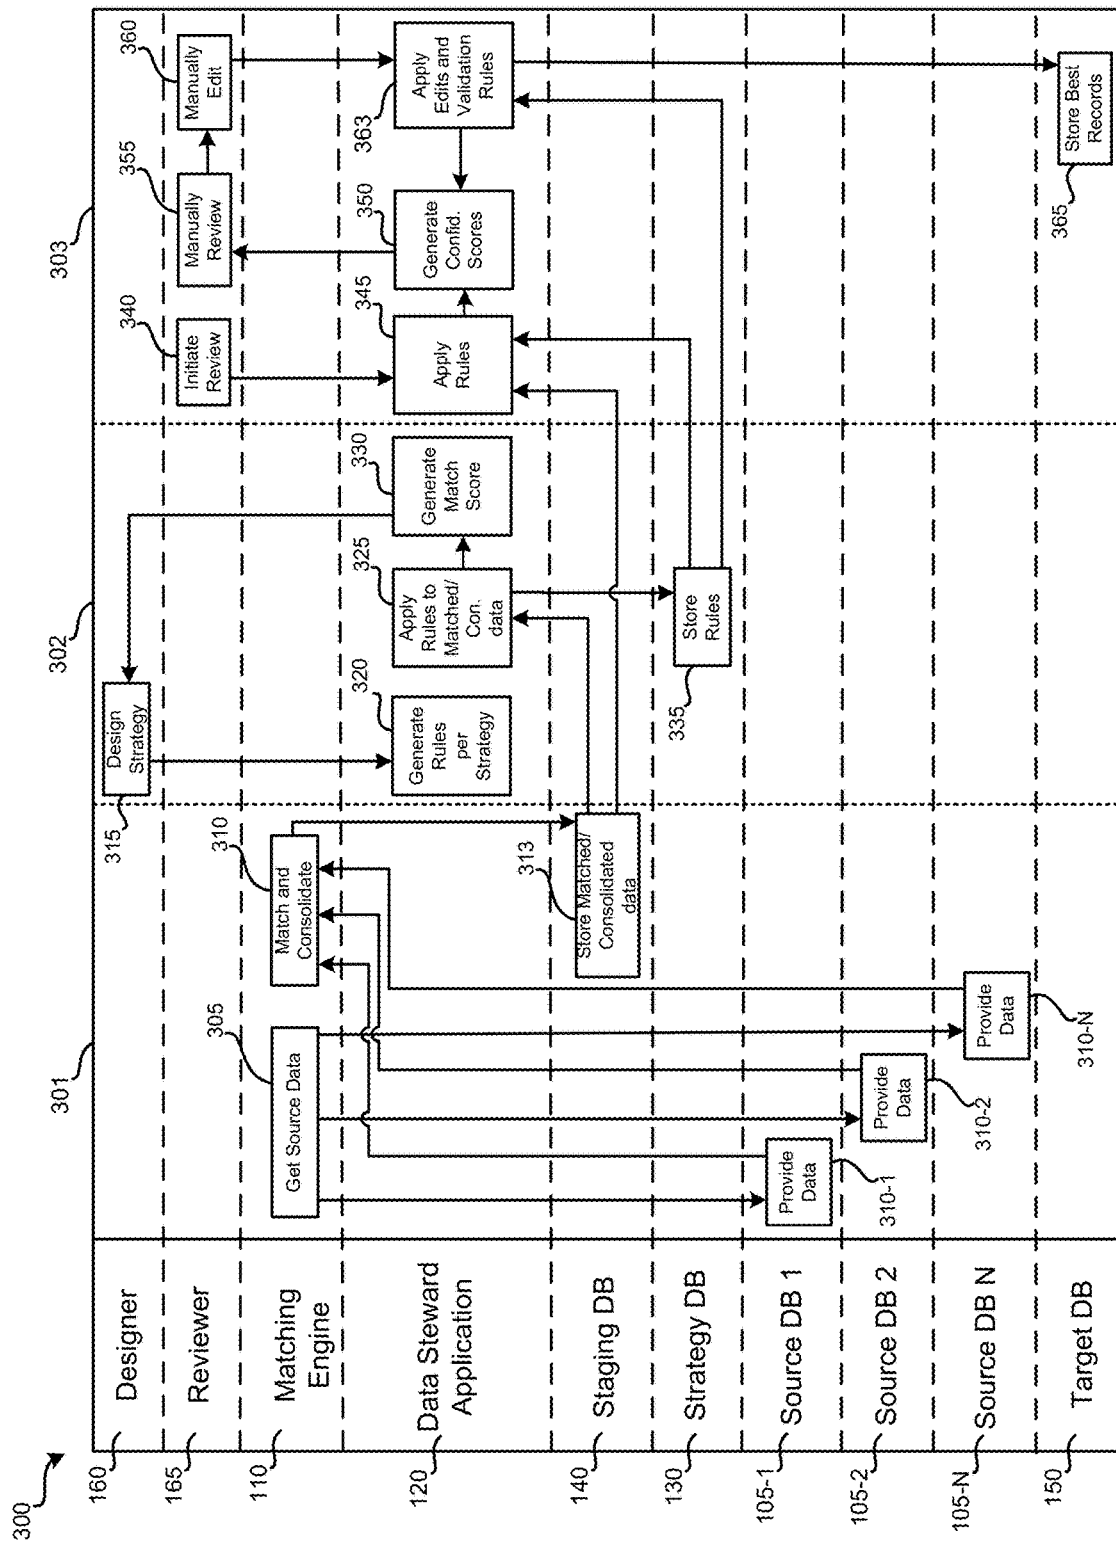 300
301
302
303
160
Designer
315
Design
Strategy
165
Reviewer
340
Initiate
Review
355
Manually
Review
360
Manually
Edit
110
Matching
Engine
305
Get Source Data
310
Match and
Consolidate
120
Data Steward
Application
320
Generate
Rules
per
Strategy
325
Apply
Rules to
Matched/
Con.
data
330
Generate
Match
Score
345
Apply
Rules
350
Generate
Confid.
Scores
363
Apply
Edits and
Validation
Rules
140
Staging DB
313
Store Matched/
Consolidated
data
130
Strategy DB
335
Store
Rules
105-1
Source DB 1
Provide
Data
310-1
105-2
Source DB 2
Provide
Data
310-2
105-N
Source DB N
Provide
Data
310-N
150
Target DB
Store Best
Records
365